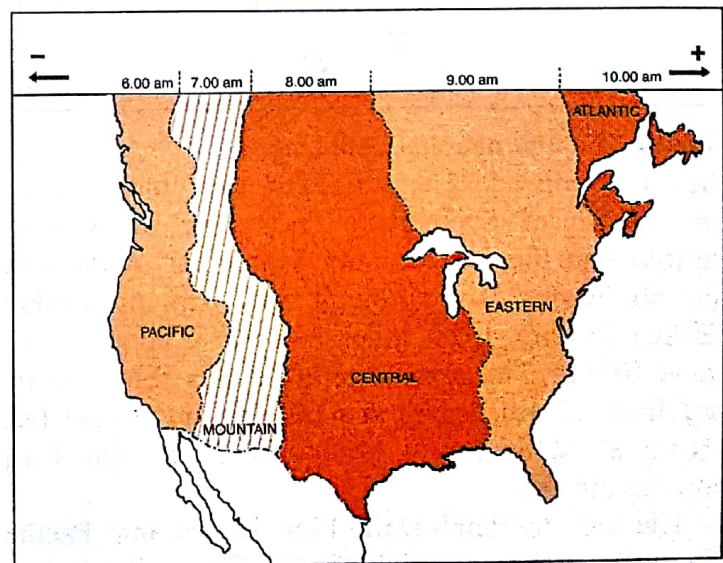 - +
6.00 am 7.00 am 8.00 am 9.00 am 10.00 am
ATLANTIC
EASTERN
PACIFIC
CENTRAL
MOUNTAIN